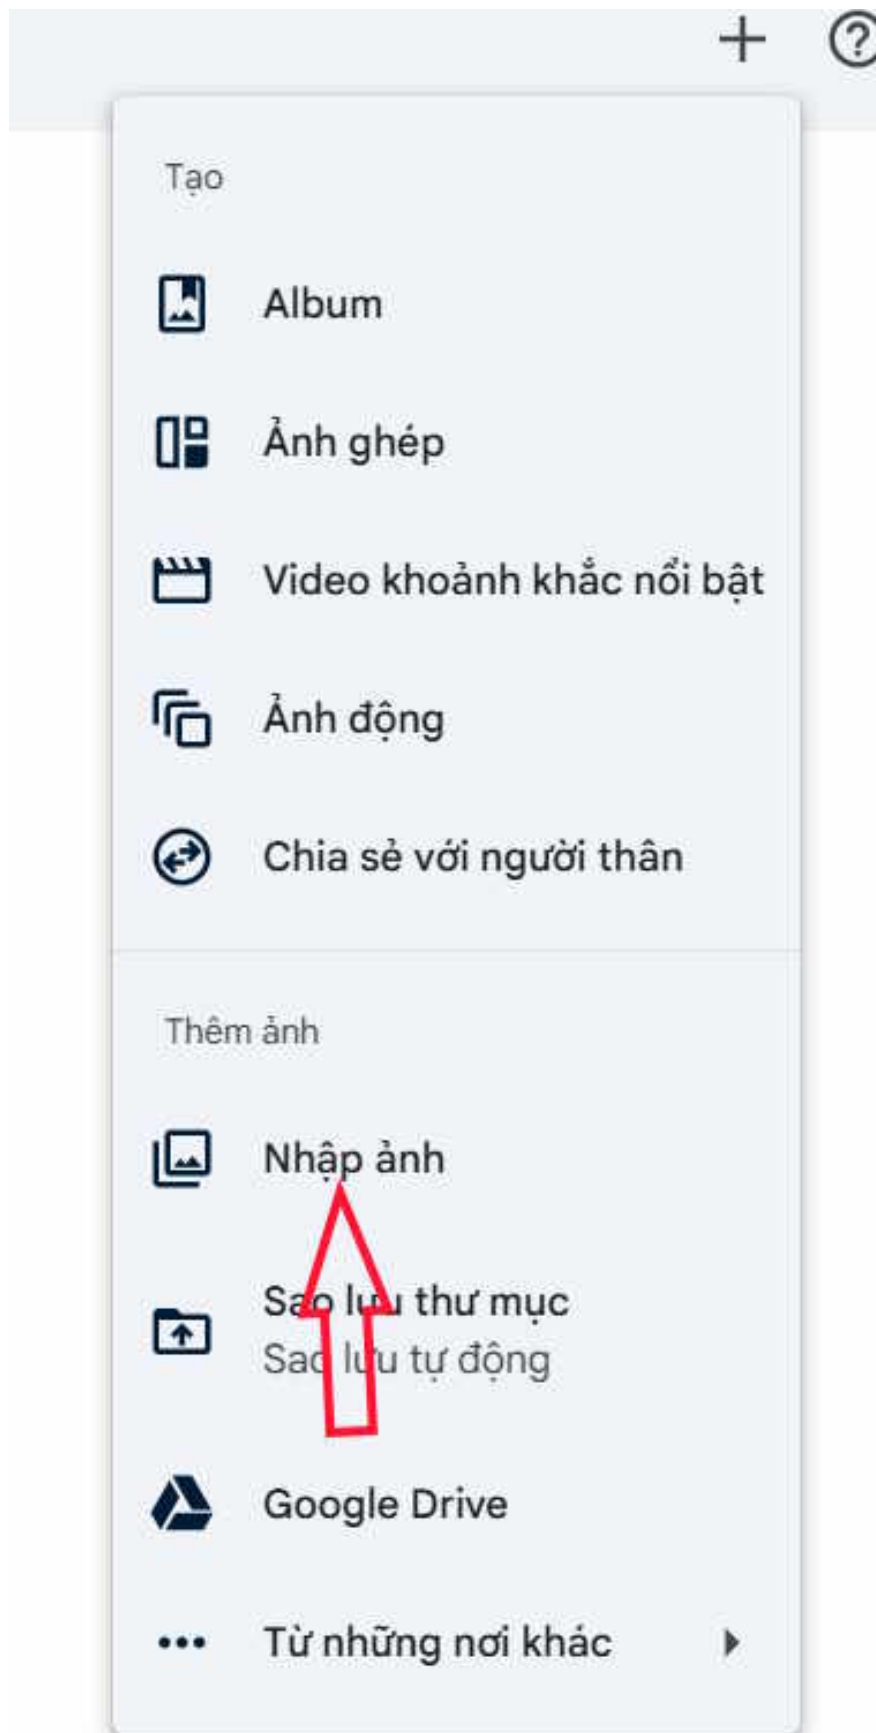 Tạo
Album
Ảnh ghép
Video khoảnh khắc nổi bật
Ảnh động
Chia sẻ với người thân
Thêm ảnh
Nhập ảnh
Sao lưu thư mục
Sao lưu tự động
Google Drive
Từ những nơi khác